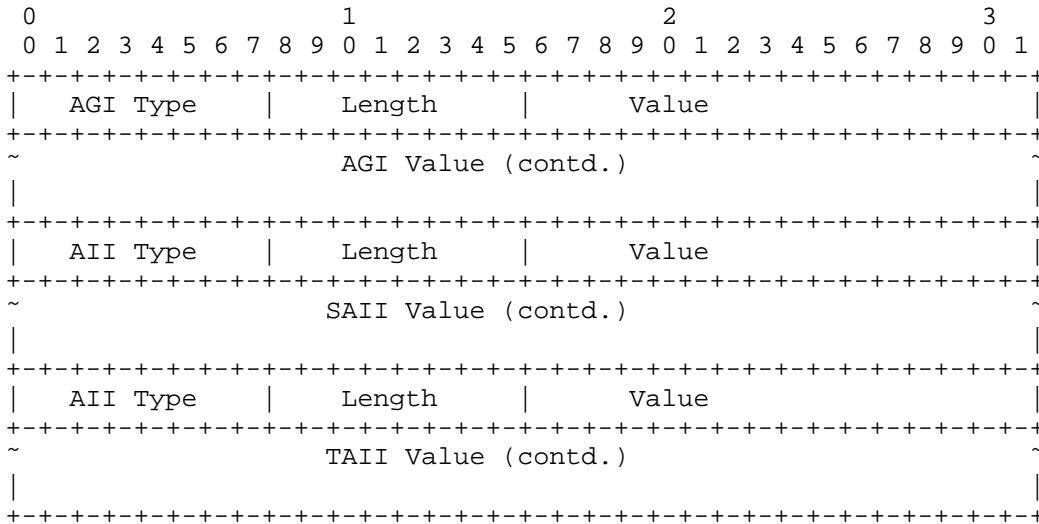 0                   1                   2                   3
0 1 2 3 4 5 6 7 8 9 0 1 2 3 4 5 6 7 8 9 0 1 2 3 4 5 6 7 8 9 0 1
+-+-+-+-+-+-+-+-+-+-+-+-+-+-+-+-+-+-+-+-+-+-+-+-+-+-+-+-+-+-+-+-+
|   AGI Type    |    Length     |      Value                    |
+-+-+-+-+-+-+-+-+-+-+-+-+-+-+-+-+-+-+-+-+-+-+-+-+-+-+-+-+-+-+-+-+
~                    AGI Value (contd.)                         ~
|                                                               |
+-+-+-+-+-+-+-+-+-+-+-+-+-+-+-+-+-+-+-+-+-+-+-+-+-+-+-+-+-+-+-+-+
|   AII Type    |    Length     |      Value                    |
+-+-+-+-+-+-+-+-+-+-+-+-+-+-+-+-+-+-+-+-+-+-+-+-+-+-+-+-+-+-+-+-+
~                   SAII Value (contd.)                         ~
|                                                               |
+-+-+-+-+-+-+-+-+-+-+-+-+-+-+-+-+-+-+-+-+-+-+-+-+-+-+-+-+-+-+-+-+
|   AII Type    |    Length     |      Value                    |
+-+-+-+-+-+-+-+-+-+-+-+-+-+-+-+-+-+-+-+-+-+-+-+-+-+-+-+-+-+-+-+-+
~                   TAII Value (contd.)                         ~
|                                                               |
+-+-+-+-+-+-+-+-+-+-+-+-+-+-+-+-+-+-+-+-+-+-+-+-+-+-+-+-+-+-+-+-+